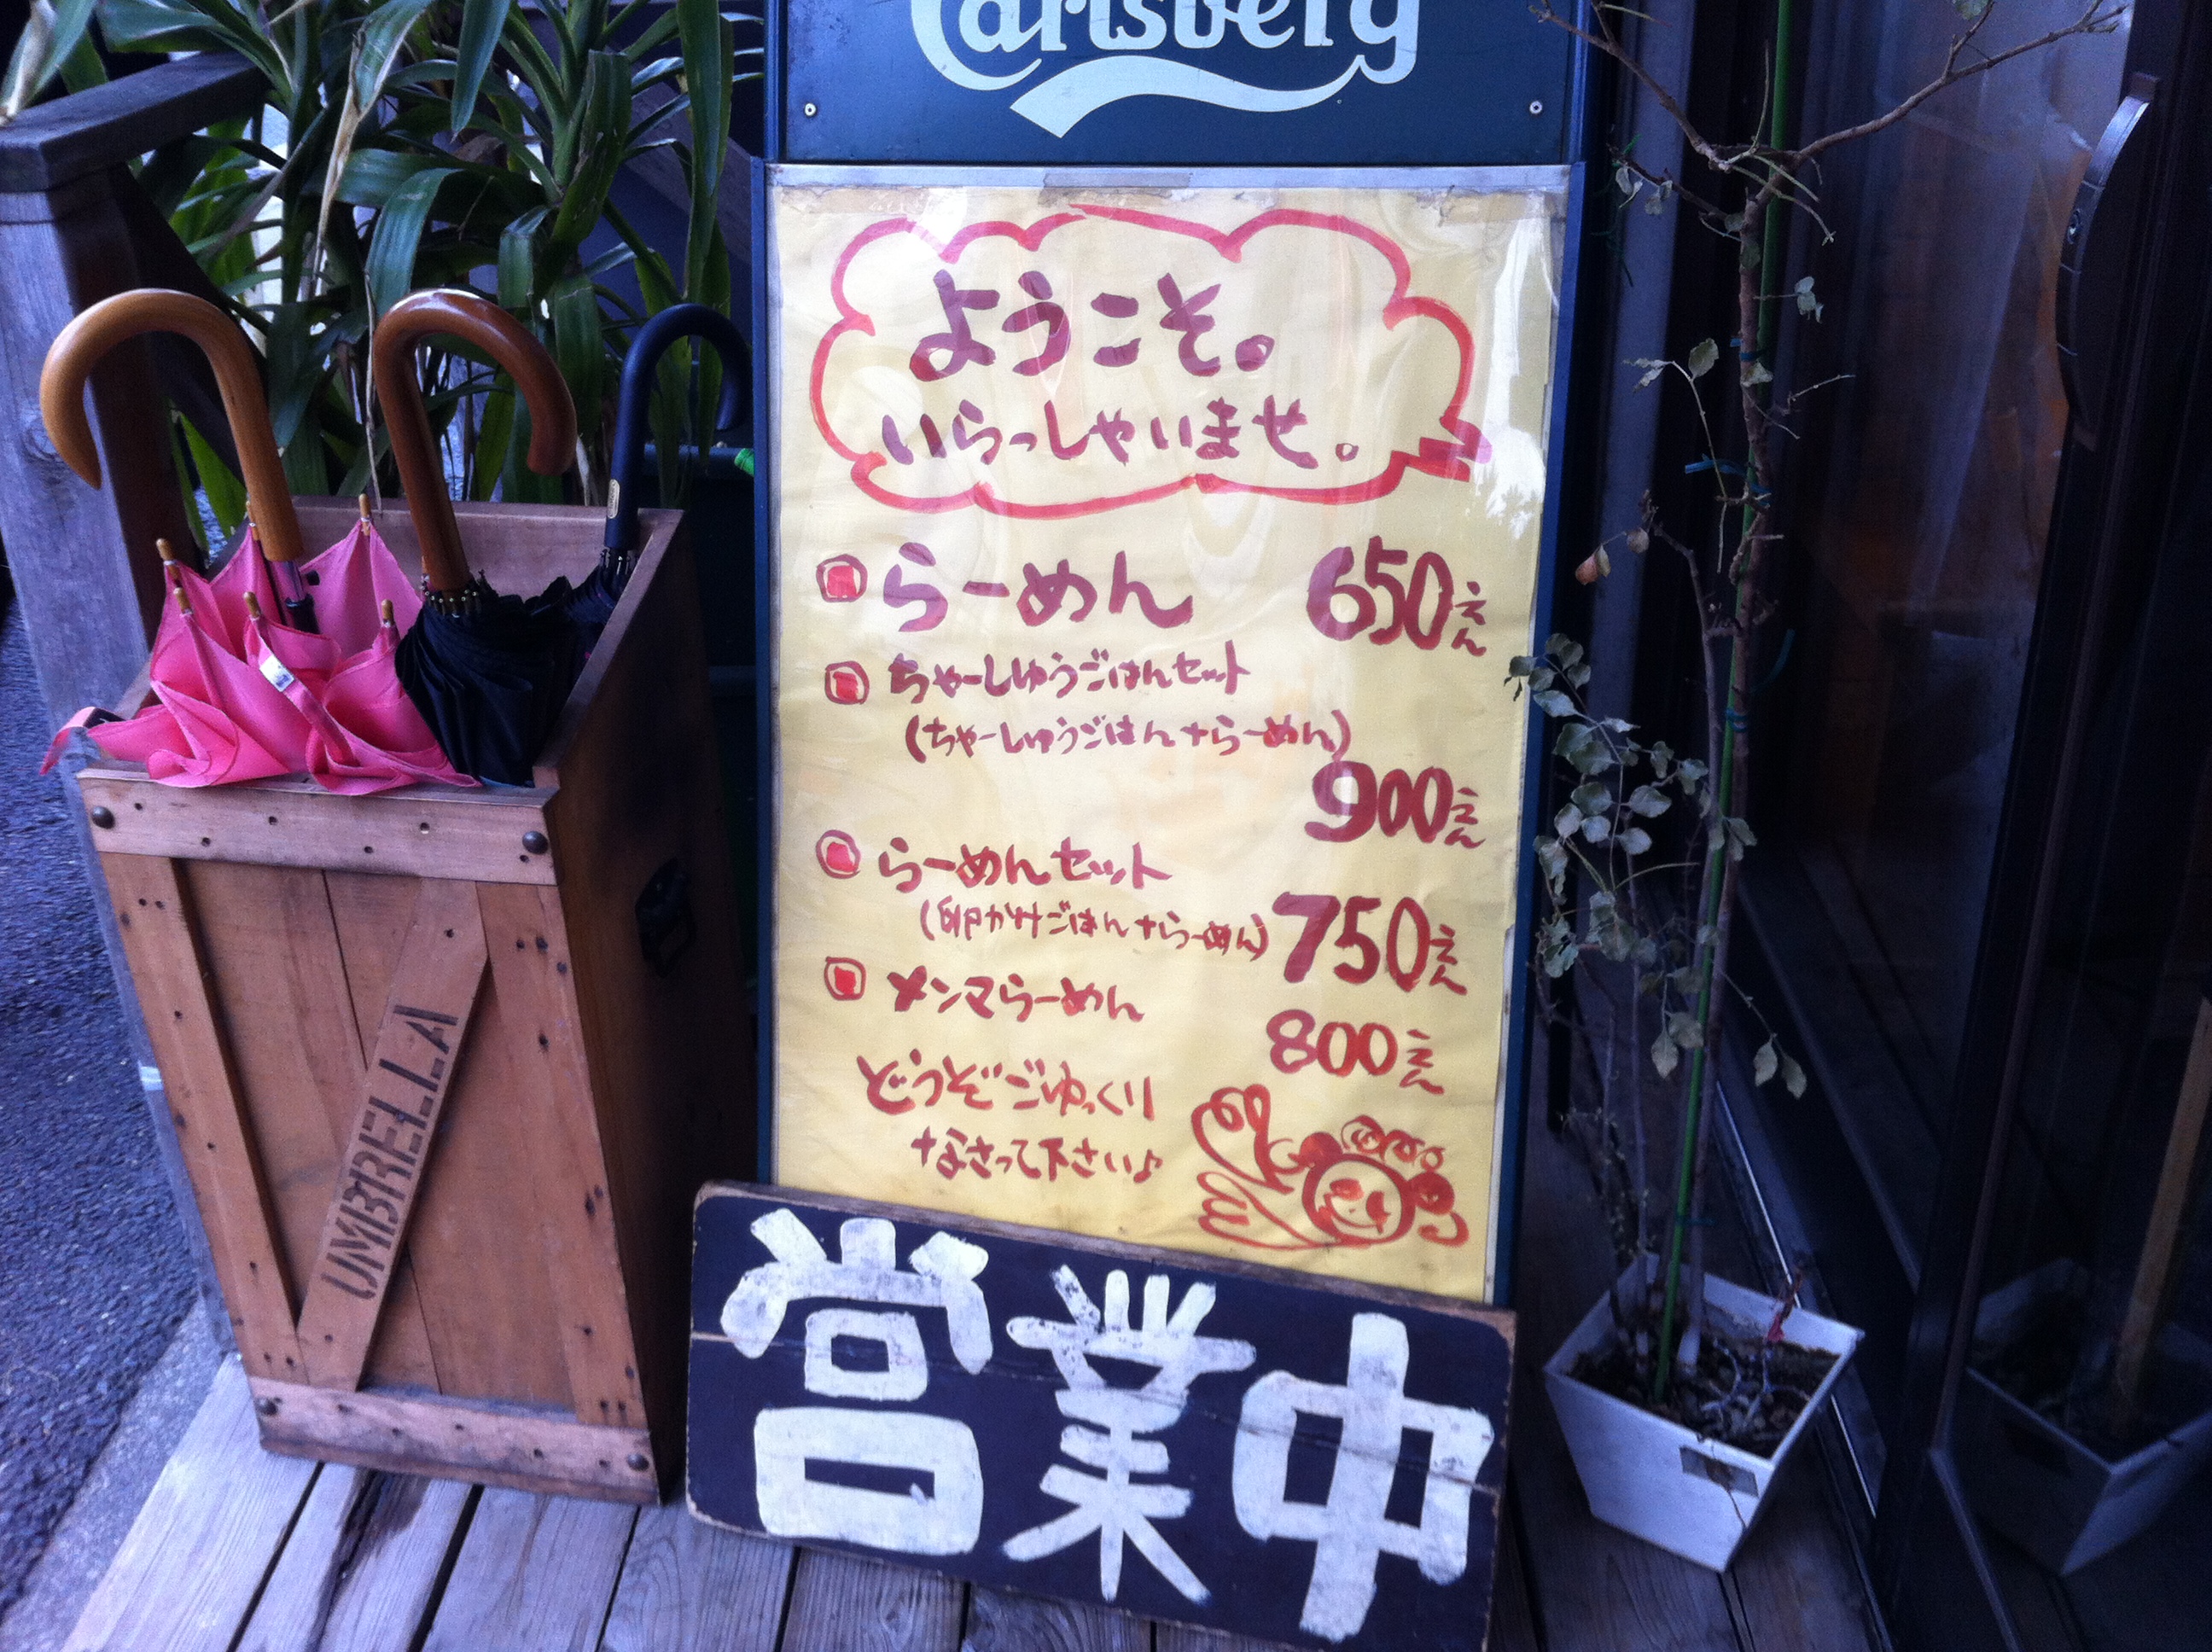 Carlsberg
ようこそ。
いらっしゃいませ。
らーめん 650えん
ちゃーしゅうごはんセット
(ちゃーしゅうごはん+らーめん)
900えん
らーめんセット
(卵かけごはん+らーめん) 750えん
メンマらーめん 800えん
どうぞごゆっくり
なさって下さい♪
営業中
UMBRELLA